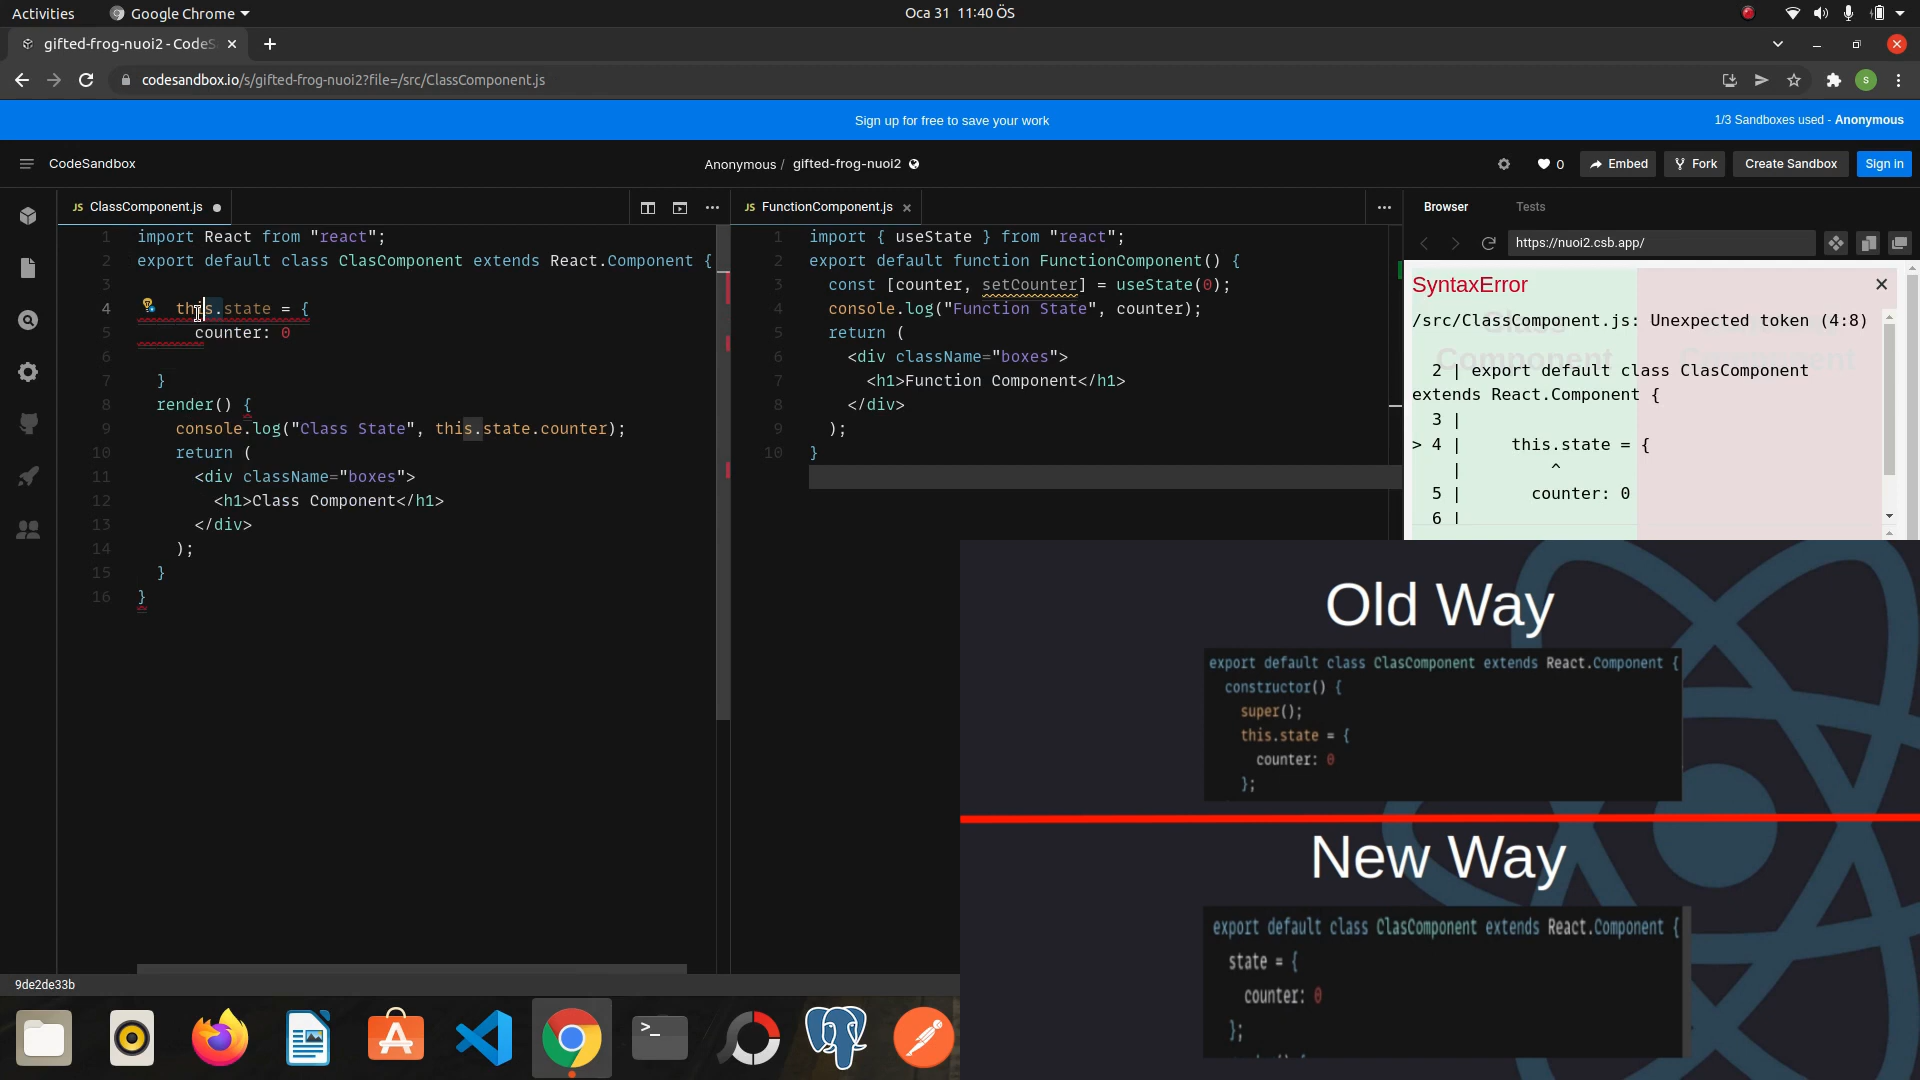 Activities
Google Chrome
Oca 31 11:40 ÖS
gifted-frog-nuoi2 - CodeS
codesandbox.io/s/gifted-frog-nuoi2?file=/src/ClassComponent.js
s
Sign up for free to save your work
1/3 Sandboxes used - Anonymous
CodeSandbox
Anonymous / gifted-frog-nuoi2
0
Embed
Fork
Create Sandbox
Sign in
JS ClassComponent.js
1 import React from "react";
2 export default class ClasComponent extends React.Component {
3
4 this.state = {
5 counter: 0
6
7 }
8 render() {
9 console.log("Class State", this.state.counter);
10 return (
11 <div className="boxes">
12 <h1>Class Component</h1>
13 </div>
14 );
15 }
16 }
JS FunctionComponent.js
1 import { useState } from "react";
2 export default function FunctionComponent() {
3 const [counter, setCounter] = useState(0);
4 console.log("Function State", counter);
5 return (
6 <div className="boxes">
7 <h1>Function Component</h1>
8 </div>
9 );
10 }
Browser
Tests
https://nuoi2.csb.app/
SyntaxError
/src/ClassComponent.js: Unexpected token (4:8)
2 | export default class ClasComponent
extends React.Component {
3 |
> 4 | this.state = {
| ^
5 | counter: 0
6 |
Old Way
export default class ClasComponent extends React.Component {
constructor() {
super();
this.state = {
counter: 0
};
New Way
export default class ClasComponent extends React.Component {
state = {
counter: 0
};
9de2de33b
>_